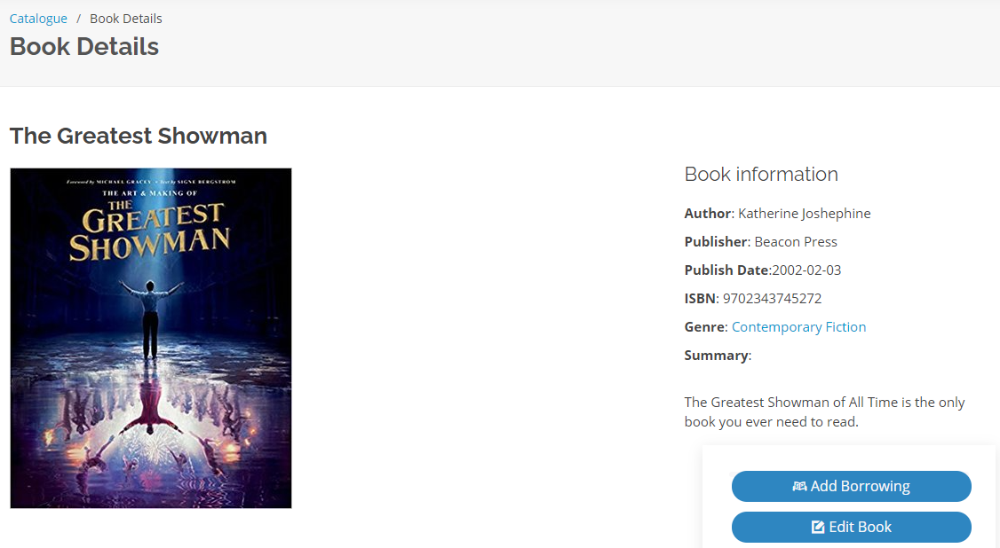 Catalogue / Book Details
Book Details
The Greatest Showman
Foreword by MICHAEL GRACEY • Text by SIGNE BERGSTROM
THE ART & MAKING OF
THE
GREATEST
SHOWMAN
Book information
Author: Katherine Joshephine
Publisher: Beacon Press
Publish Date:2002-02-03
ISBN: 9702343745272
Genre: Contemporary Fiction
Summary:
The Greatest Showman of All Time is the only
book you ever need to read.
Add Borrowing
Edit Book